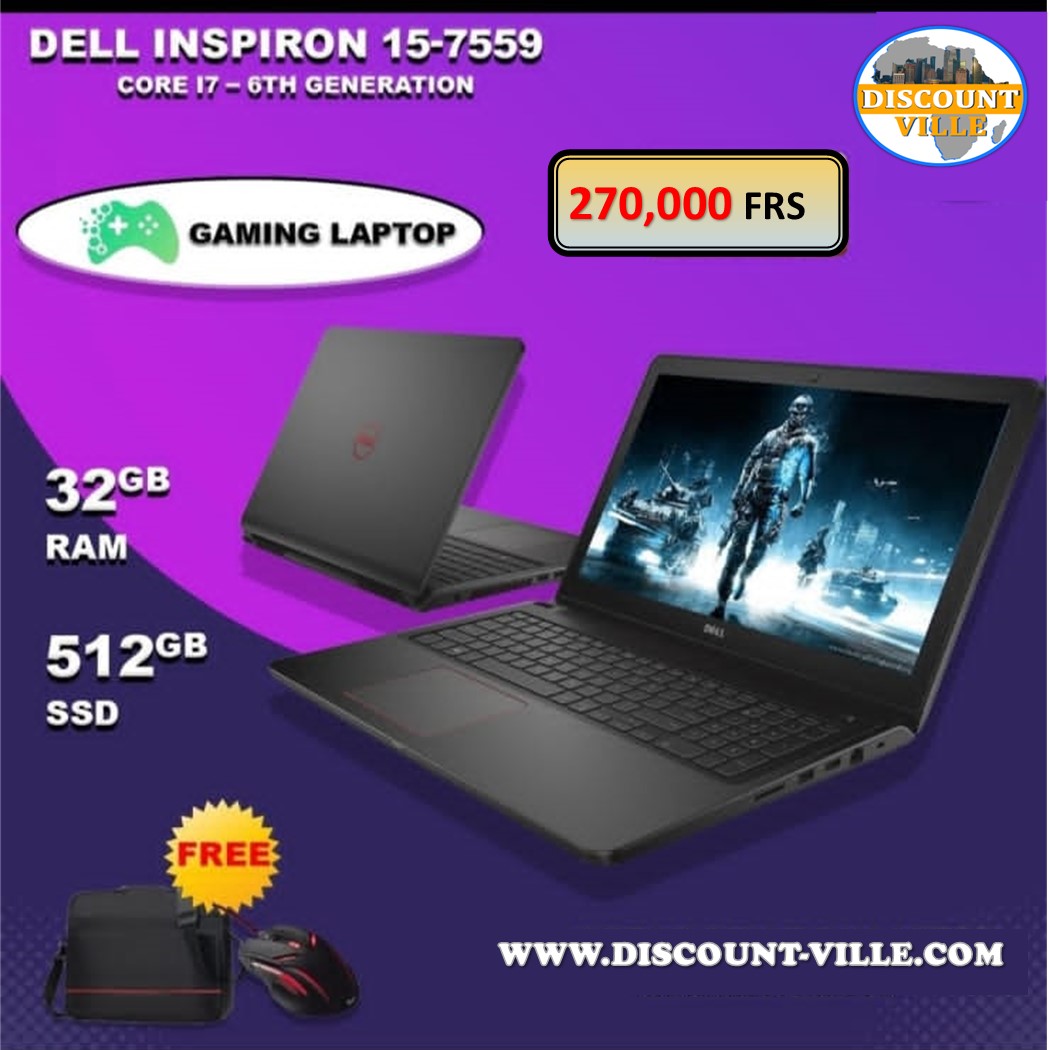 DELL INSPIRON 15-7559
CORE I7 – 6TH GENERATION
DISCOUNT
VILLE
270,000 FRS
GAMING LAPTOP
32GB
RAM
DELL
512GB
SSD
FREE
WWW.DISCOUNT-VILLE.COM